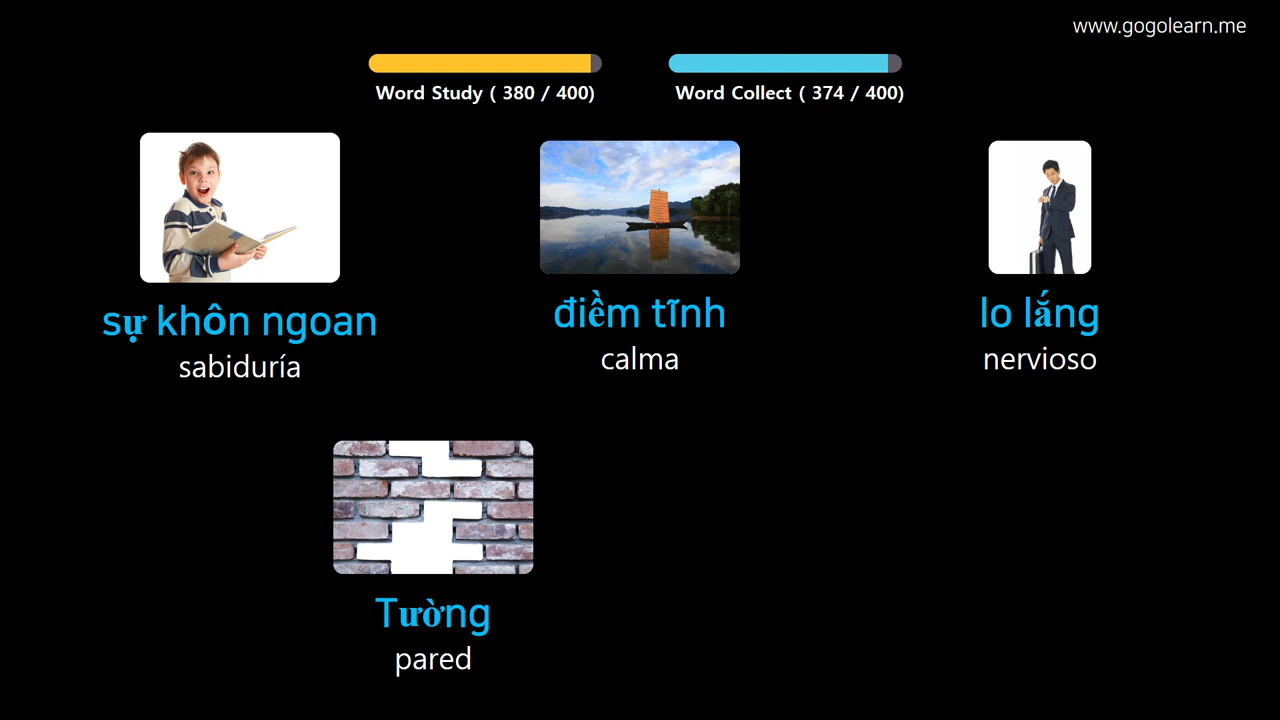 www.gogolearn.me
Word Study ( 380 / 400)
Word Collect ( 374 / 400)
sự khôn ngoan
sabiduría
điềm tĩnh
calma
lo lắng
nervioso
Tường
pared